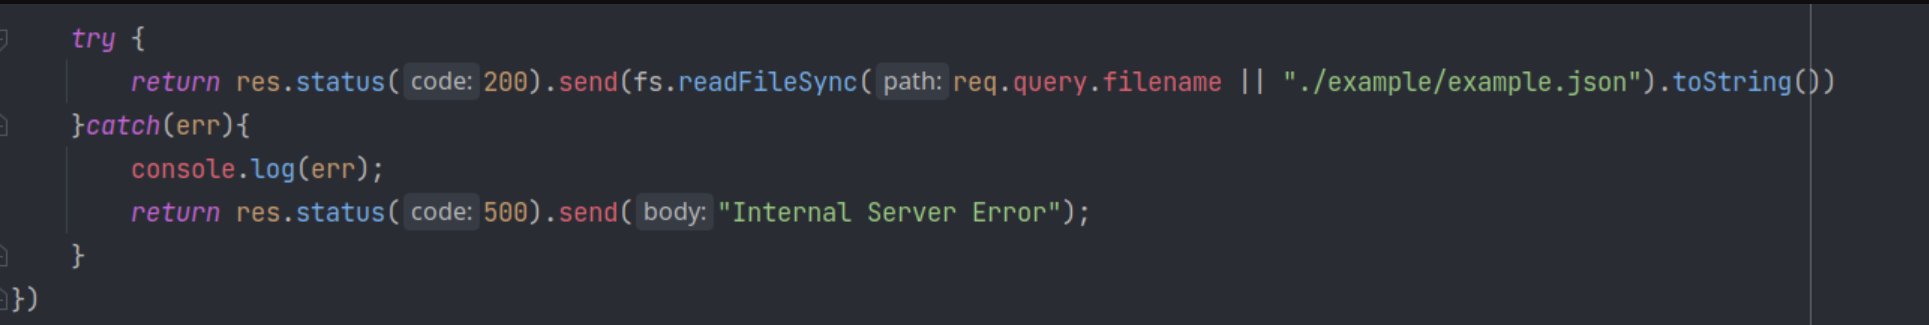 try {
return res.status( code: 200).send(fs.readFileSync( path: req.query.filename || "./example/example.json").toString())
}catch(err){
console.log(err);
return res.status( code: 500).send( body: "Internal Server Error");
}
})